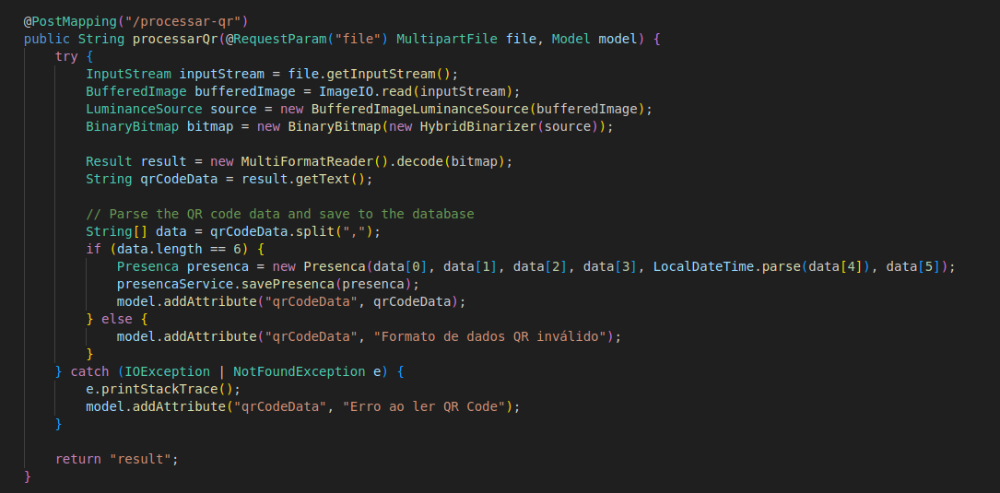 @PostMapping("/processar-qr")
public String processarQr(@RequestParam("file") MultipartFile file, Model model) {
    try {
        InputStream inputStream = file.getInputStream();
        BufferedImage bufferedImage = ImageIO.read(inputStream);
        LuminanceSource source = new BufferedImageLuminanceSource(bufferedImage);
        BinaryBitmap bitmap = new BinaryBitmap(new HybridBinarizer(source));

        Result result = new MultiFormatReader().decode(bitmap);
        String qrCodeData = result.getText();

        // Parse the QR code data and save to the database
        String[] data = qrCodeData.split(",");
        if (data.length == 6) {
            Presenca presenca = new Presenca(data[0], data[1], data[2], data[3], LocalDateTime.parse(data[4]), data[5]);
            presencaService.savePresenca(presenca);
            model.addAttribute("qrCodeData", qrCodeData);
        } else {
            model.addAttribute("qrCodeData", "Formato de dados QR inválido");
        }
    } catch (IOException | NotFoundException e) {
        e.printStackTrace();
        model.addAttribute("qrCodeData", "Erro ao ler QR Code");
    }

    return "result";
}